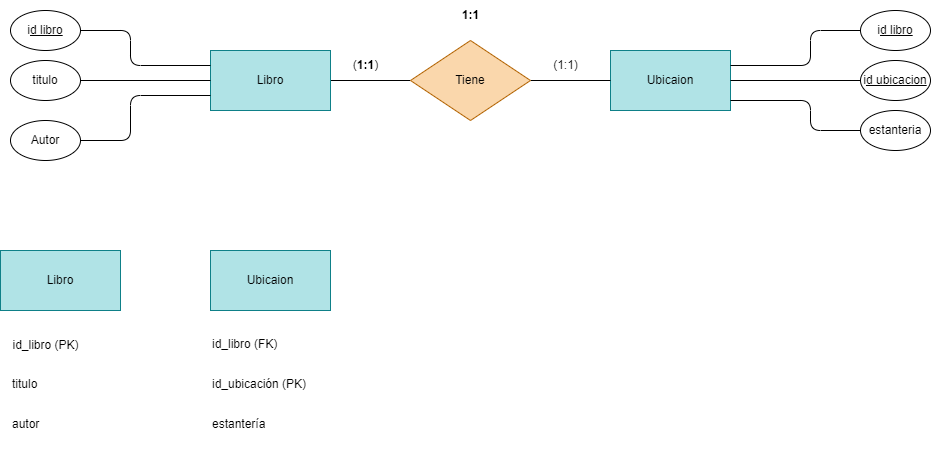 1:1
id libro
titulo
Autor
Libro
(1:1)
Tiene
(1:1)
Ubicaion
id libro
id ubicacion
estanteria
Libro
Ubicaion
id_libro (PK)
id_libro (FK)
titulo
id_ubicación (PK)
autor
estantería